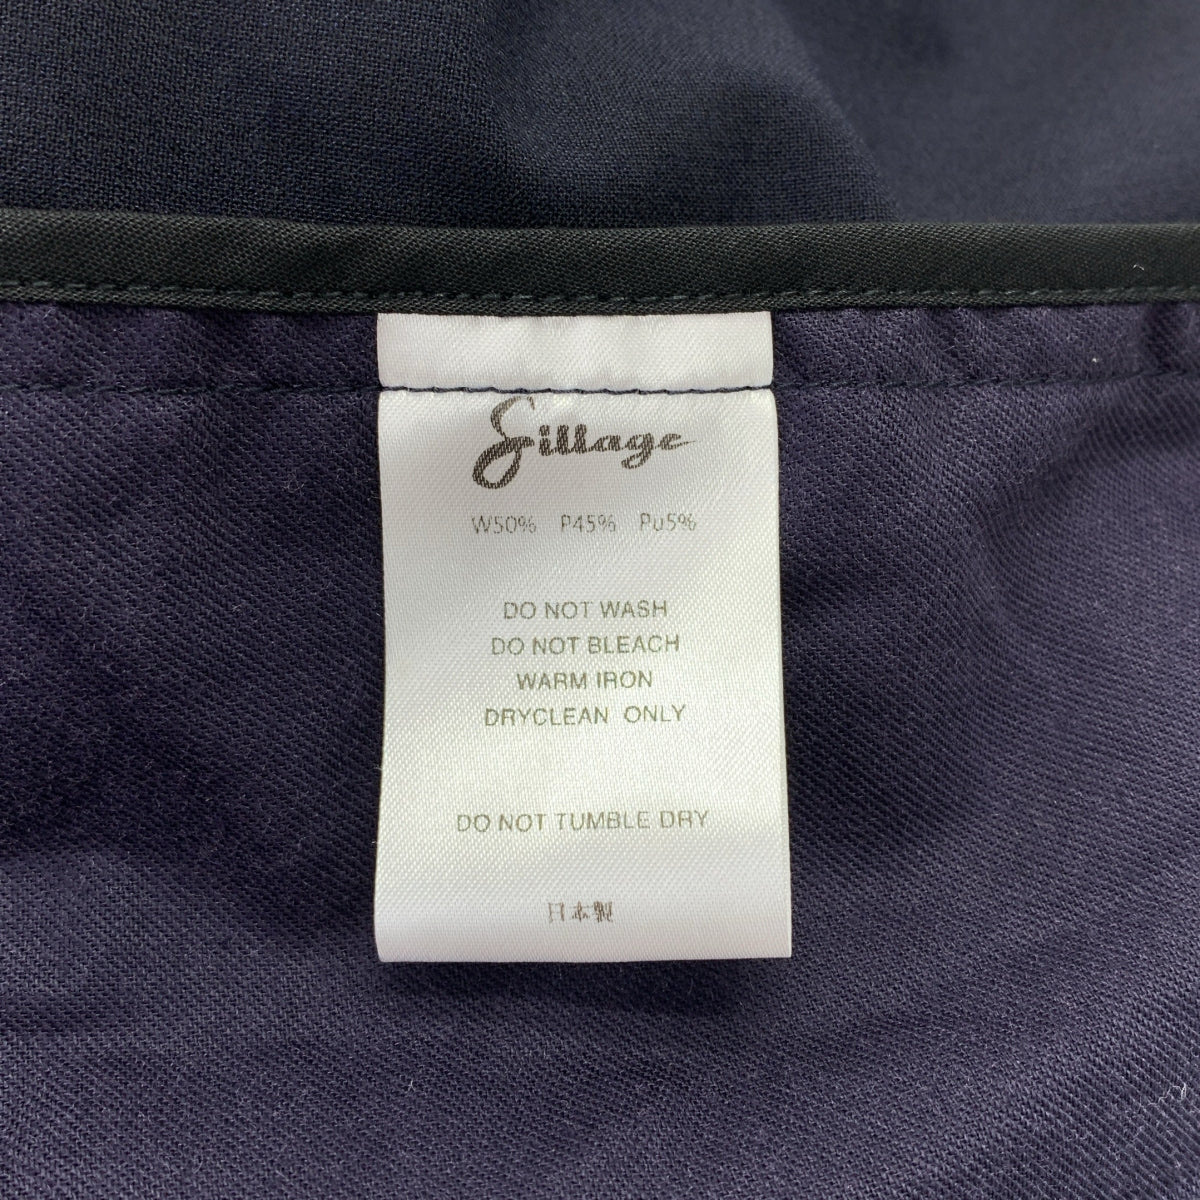 Sillage
W50% P45% Pu5%
DO NOT WASH
DO NOT BLEACH
WARM IRON
DRYCLEAN ONLY
DO NOT TUMBLE DRY
日本製